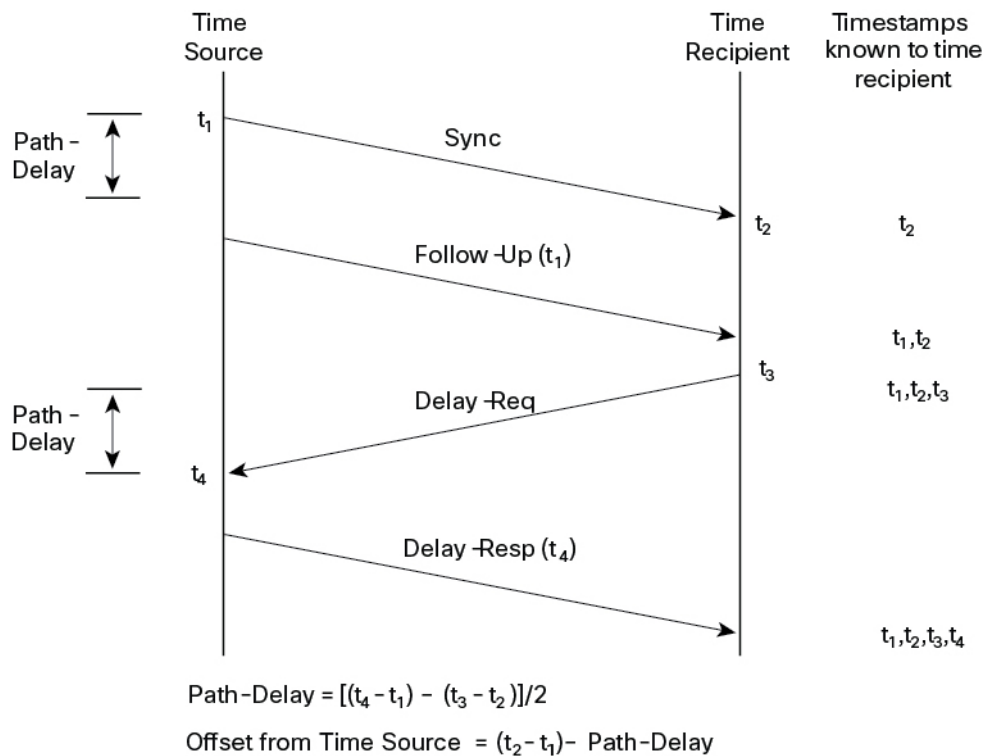 Time
Source
Time
Recipient
Timestamps
known to time
recipient
Path-
Delay
t₁
Sync
t₂
t₂
Follow-Up (t₁)
t₁,t₂
t₃
t₁,t₂,t₃
Path-
Delay
Delay-Req
t₄
Delay-Resp (t₄)
t₁,t₂,t₃,t₄
Path-Delay = [(t₄-t₁) - (t₃-t₂)]/2
Offset from Time Source = (t₂-t₁)- Path-Delay